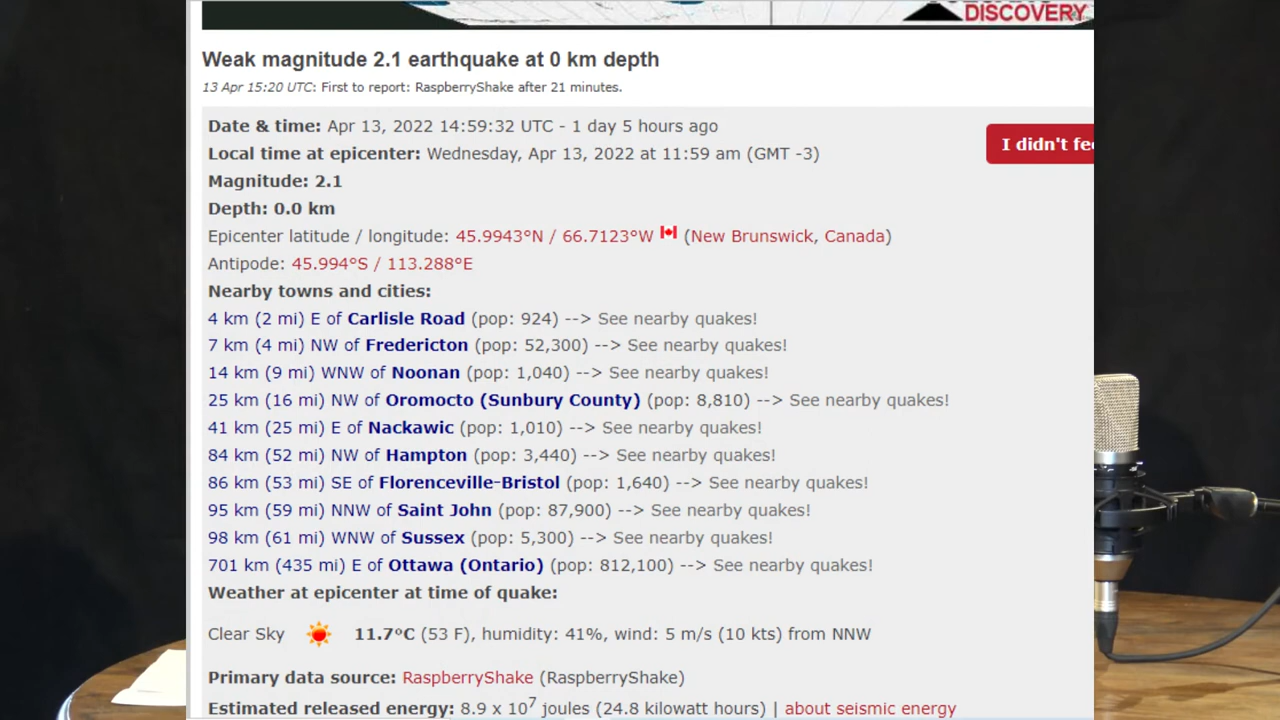 DISCOVERY
Weak magnitude 2.1 earthquake at 0 km depth
13 Apr 15:20 UTC: First to report: RaspberryShake after 21 minutes.
Date & time: Apr 13, 2022 14:59:32 UTC - 1 day 5 hours ago
I didn't fee
Local time at epicenter: Wednesday, Apr 13, 2022 at 11:59 am (GMT -3)
Magnitude: 2.1
Depth: 0.0 km
Epicenter latitude / longitude: 45.9943°N / 66.7123°W (New Brunswick, Canada)
Antipode: 45.994°S / 113.288°E
Nearby towns and cities:
4 km (2 mi) E of Carlisle Road (pop: 924) --> See nearby quakes!
7 km (4 mi) NW of Fredericton (pop: 52,300) --> See nearby quakes!
14 km (9 mi) WNW of Noonan (pop: 1,040) --> See nearby quakes!
25 km (16 mi) NW of Oromocto (Sunbury County) (pop: 8,810) --> See nearby quakes!
41 km (25 mi) E of Nackawic (pop: 1,010) --> See nearby quakes!
84 km (52 mi) NW of Hampton (pop: 3,440) --> See nearby quakes!
86 km (53 mi) SE of Florenceville-Bristol (pop: 1,640) --> See nearby quakes!
95 km (59 mi) NNW of Saint John (pop: 87,900) --> See nearby quakes!
98 km (61 mi) WNW of Sussex (pop: 5,300) --> See nearby quakes!
701 km (435 mi) E of Ottawa (Ontario) (pop: 812,100) --> See nearby quakes!
Weather at epicenter at time of quake:
Clear Sky 11.7°C (53 F), humidity: 41%, wind: 5 m/s (10 kts) from NNW
Primary data source: RaspberryShake (RaspberryShake)
Estimated released energy: 8.9 x 10⁷ joules (24.8 kilowatt hours) | about seismic energy